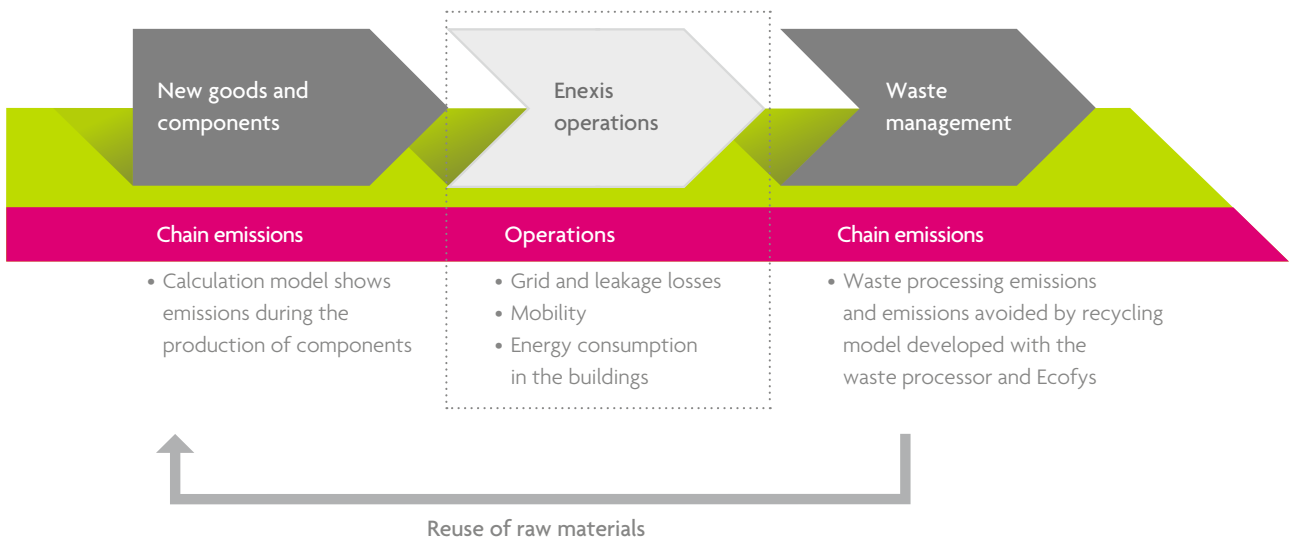 New goods and
components
Enexis
operations
Waste
management
Chain emissions
Operations
Chain emissions
• Calculation model shows
emissions during the
production of components
• Grid and leakage losses
• Mobility
• Energy consumption
in the buildings
• Waste processing emissions
and emissions avoided by recycling
model developed with the
waste processor and Ecofys
Reuse of raw materials